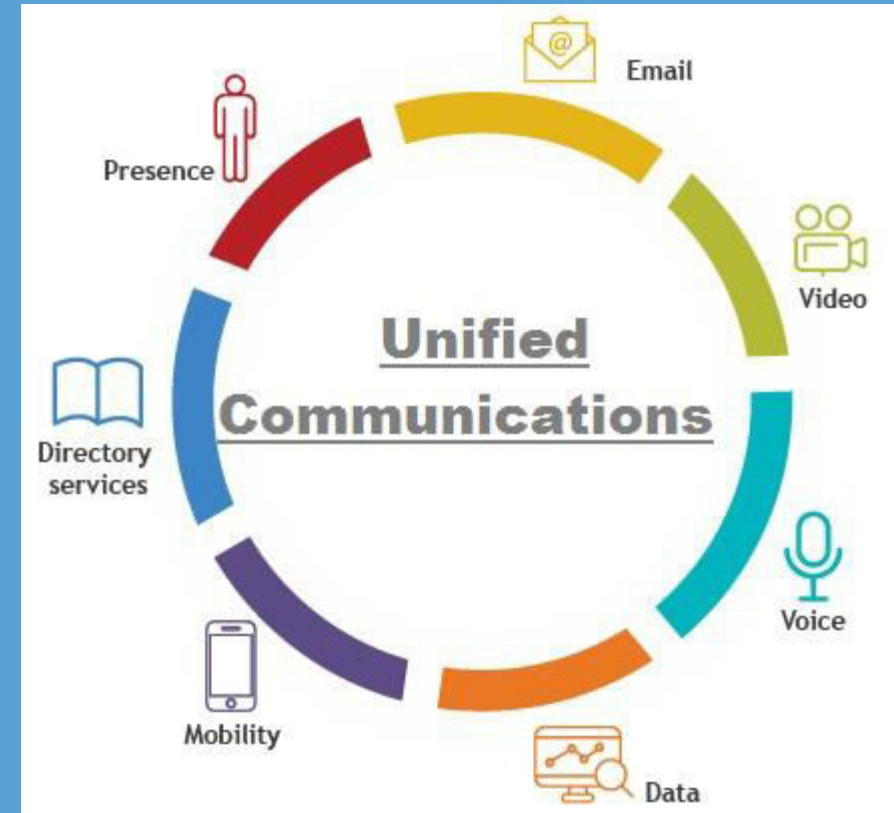 Email
Presence
Video
Unified
Communications
Directory
services
Voice
Mobility
Data